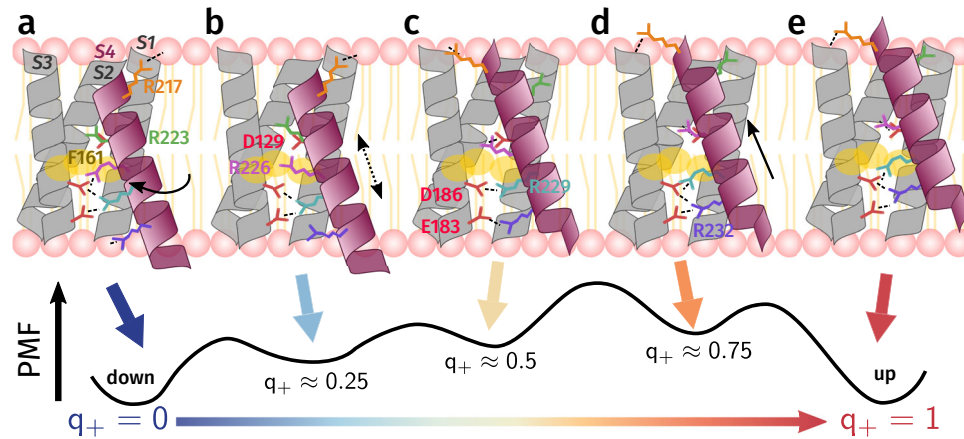 a b c d e
S3 S4 S1
S2
R217
R223
F161
D129
R226
D186
R229
E183
R232
PMF
down
q+ ≈ 0.25
q+ ≈ 0.5
q+ ≈ 0.75
up
q+ = 0
q+ = 1